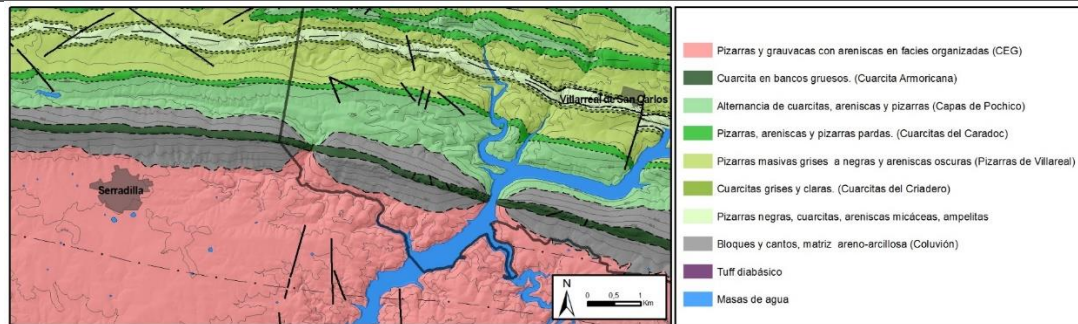 Villarreal de San Carlos
Serradilla
N
0 0,5 1
Km
Pizarras y grauvacas con areniscas en facies organizadas (CEG)
Cuarcita en bancos gruesos. (Cuarcita Armoricana)
Alternancia de cuarcitas, areniscas y pizarras (Capas de Pochico)
Pizarras, areniscas y pizarras pardas. (Cuarcitas del Caradoc)
Pizarras masivas grises a negras y areniscas oscuras (Pizarras de Villareal)
Cuarcitas grises y claras. (Cuarcitas del Criadero)
Pizarras negras, cuarcitas, areniscas micáceas, ampelitas
Bloques y cantos, matriz areno-arcillosa (Coluvión)
Tuff diabásico
Masas de agua